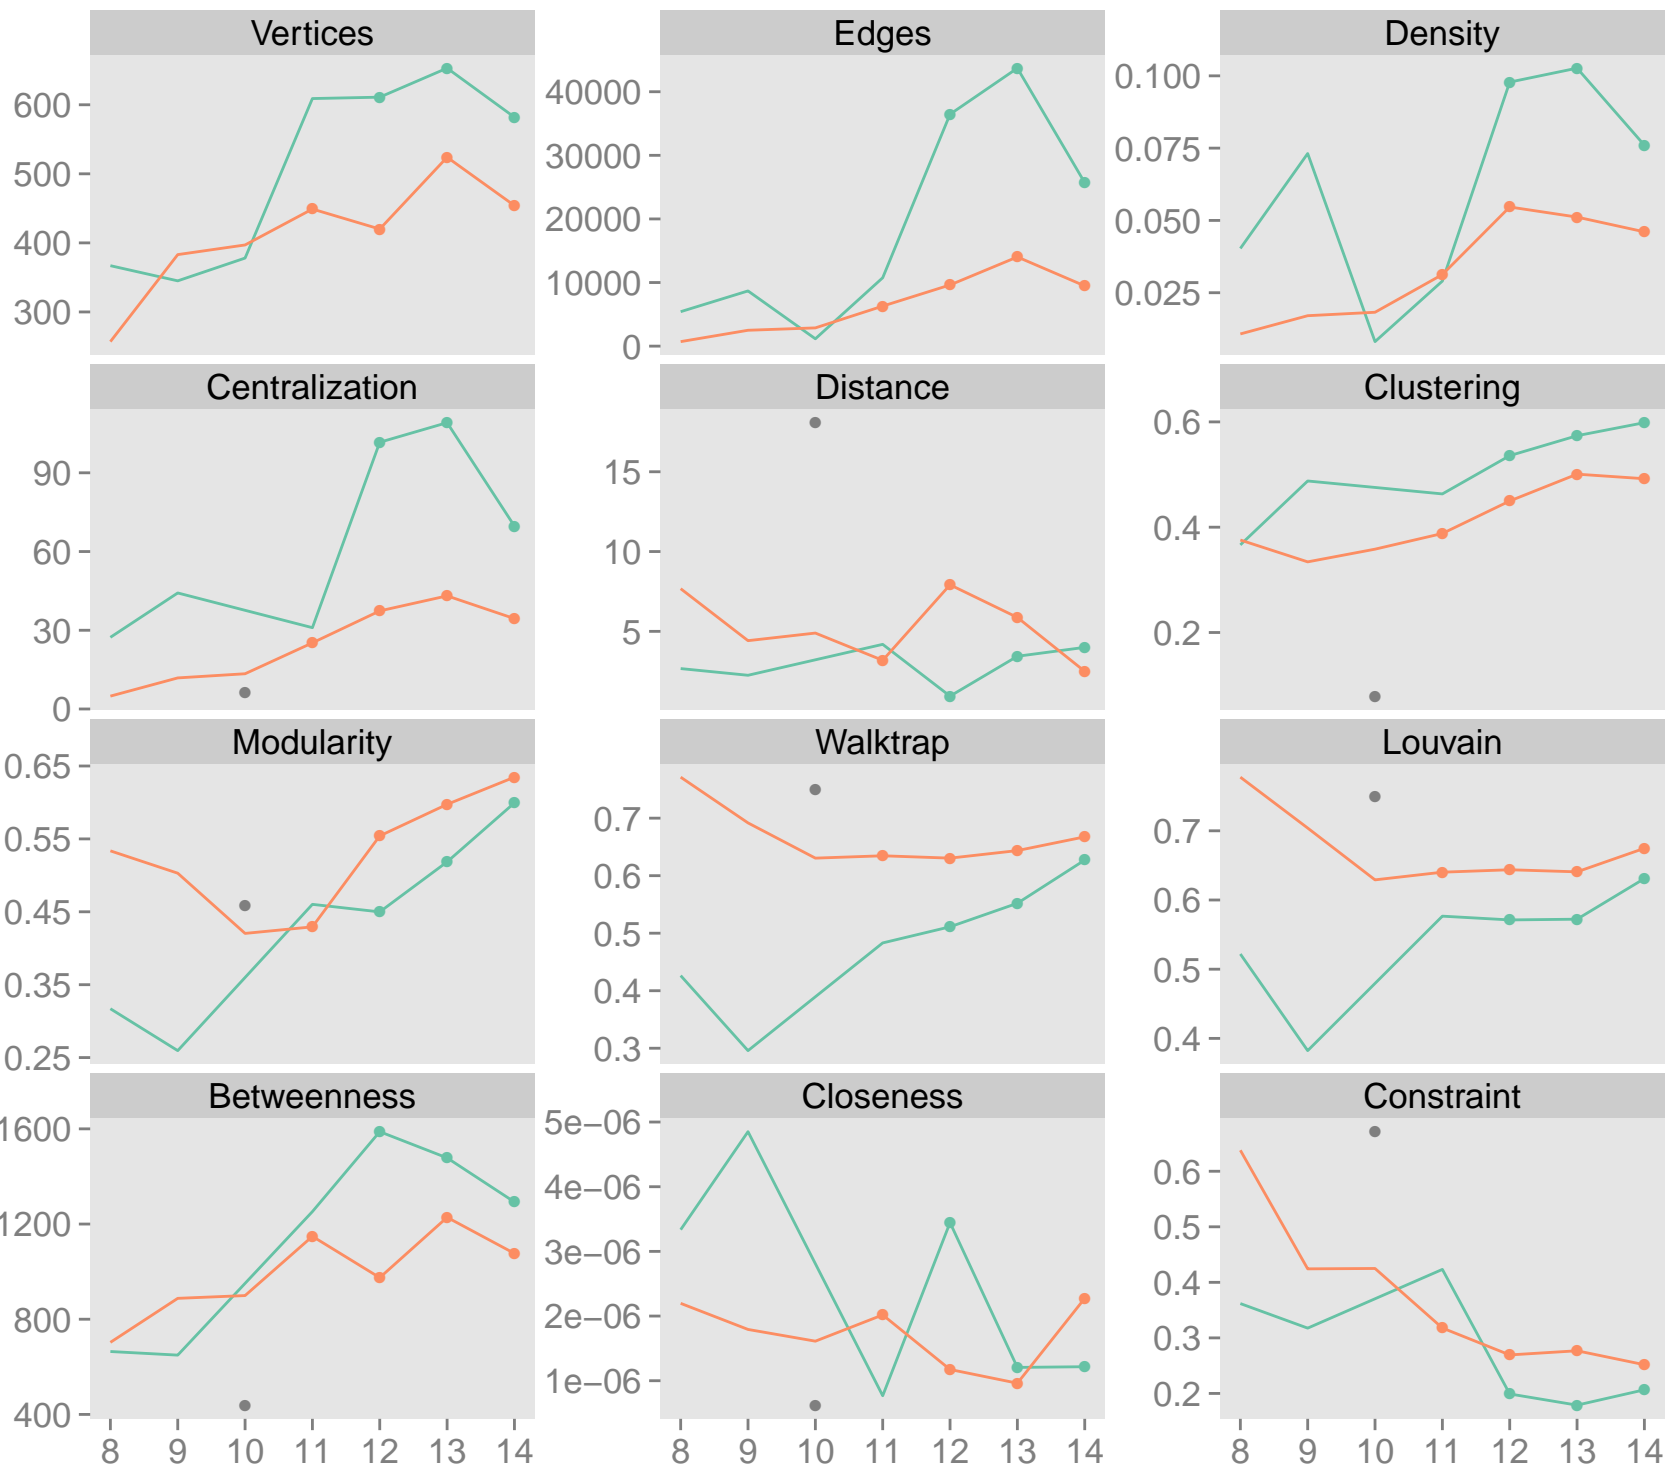 Vertices Edges Density
600 40000 0.100
500 30000 0.075
400 20000 0.050
300 10000 0.025
0
Centralization Distance Clustering
90 15 0.6
60 10 0.4
30 5 0.2
0
Modularity Walktrap Louvain
0.65 0.7 0.7
0.55 0.6 0.6
0.45 0.5 0.5
0.35 0.4 0.4
0.25 0.3
Betweenness Closeness Constraint
1600 5e−06 0.6
1200 4e−06 0.5
800 3e−06 0.4
400 2e−06 0.3
1e−06 0.2
8 9 10 11 12 13 14 8 9 10 11 12 13 14 8 9 10 11 12 13 14